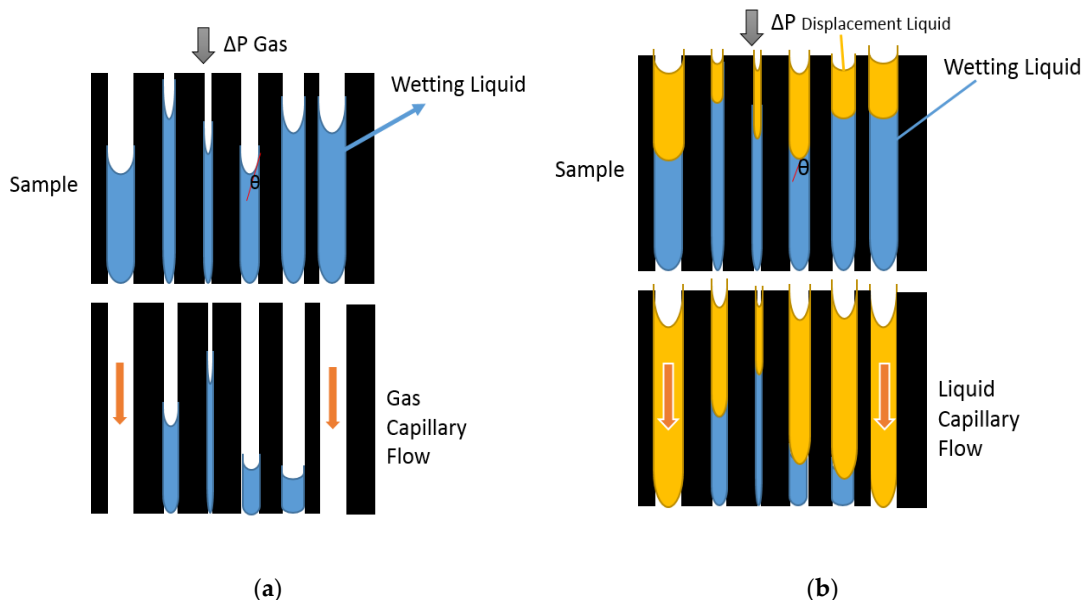 ΔP Gas
Wetting Liquid
Sample
θ
Gas
Capillary
Flow
(a)
ΔP Displacement Liquid
Wetting Liquid
Sample
θ
Liquid
Capillary
Flow
(b)